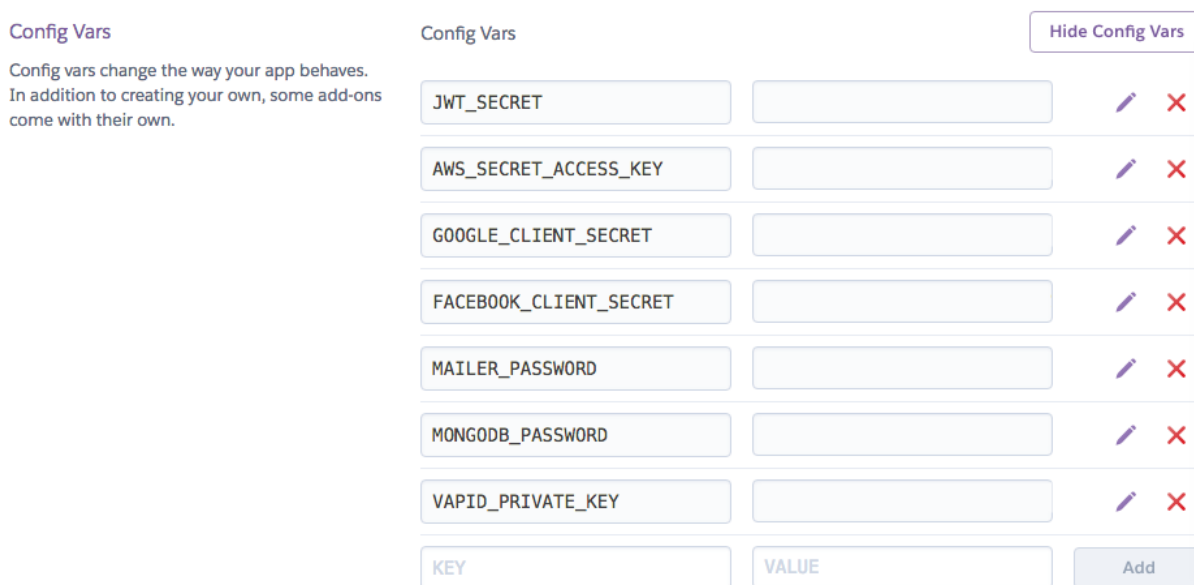 Config Vars
Config vars change the way your app behaves.
In addition to creating your own, some add-ons
come with their own.
Config Vars
Hide Config Vars
JWT_SECRET
AWS_SECRET_ACCESS_KEY
GOOGLE_CLIENT_SECRET
FACEBOOK_CLIENT_SECRET
MAILER_PASSWORD
MONGODB_PASSWORD
VAPID_PRIVATE_KEY
KEY VALUE Add